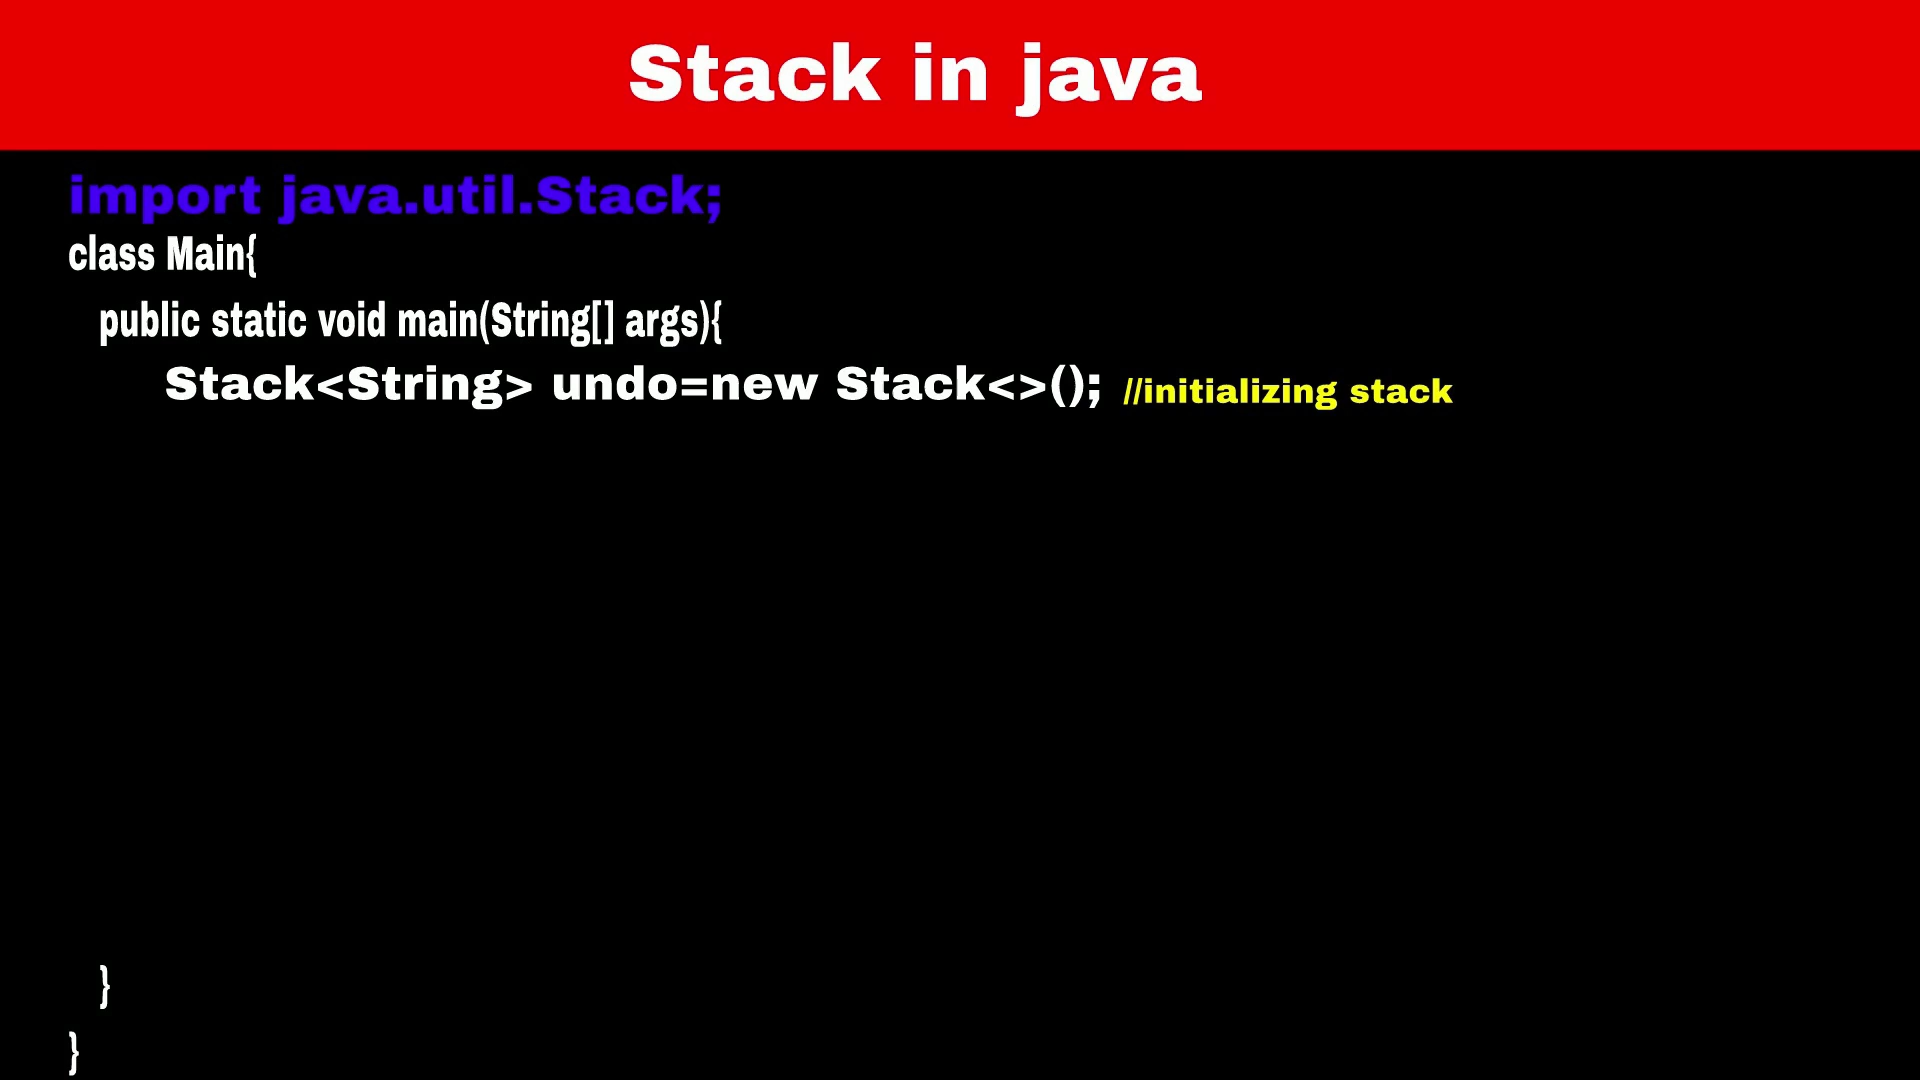 Stack in java
import java.util.Stack;
class Main{
public static void main(String[] args){
Stack<String> undo=new Stack<>(); //initializing stack
}
}